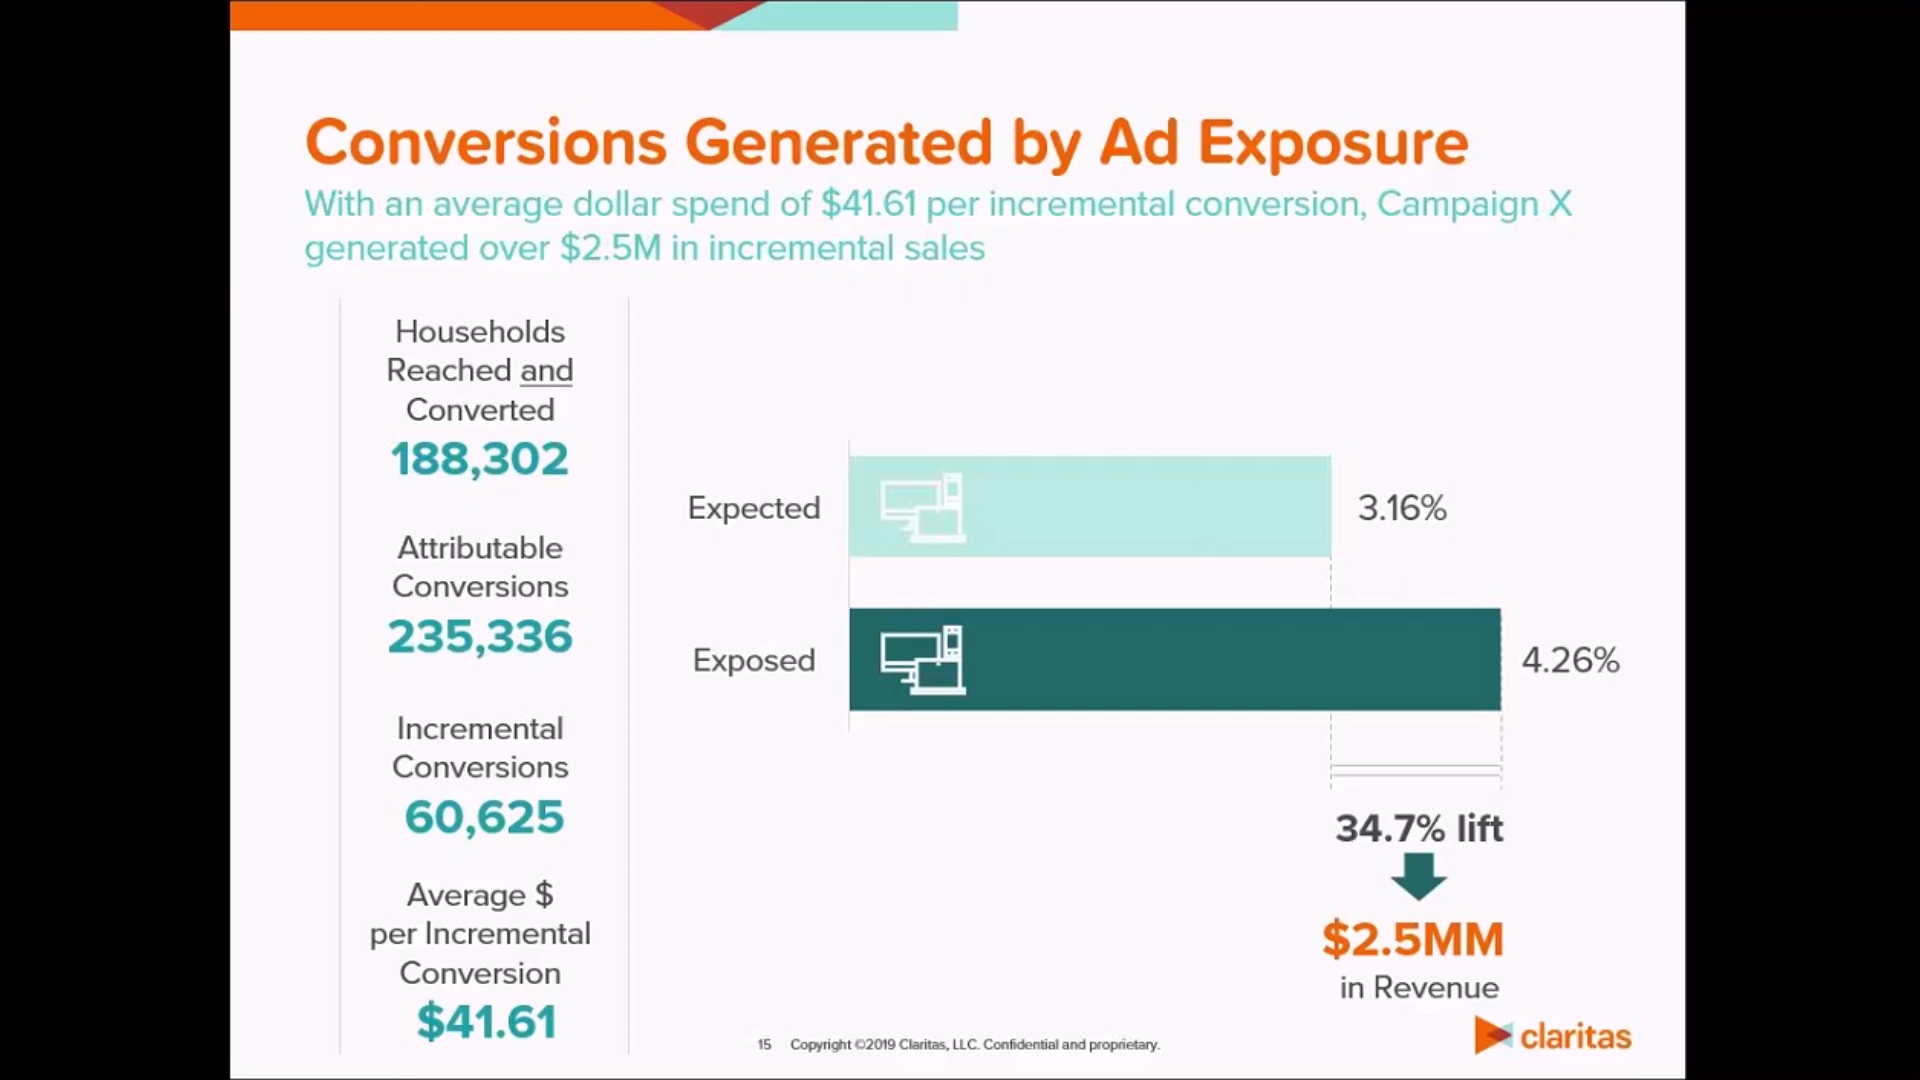 Conversions Generated by Ad Exposure
With an average dollar spend of $41.61 per incremental conversion, Campaign X
generated over $2.5M in incremental sales
Households
Reached and
Converted
188,302
Attributable
Conversions
235,336
Incremental
Conversions
60,625
Average $
per Incremental
Conversion
$41.61
Expected
3.16%
Exposed
4.26%
34.7% lift
$2.5MM
in Revenue
15 Copyright ©2019 Claritas, LLC. Confidential and proprietary.
claritas